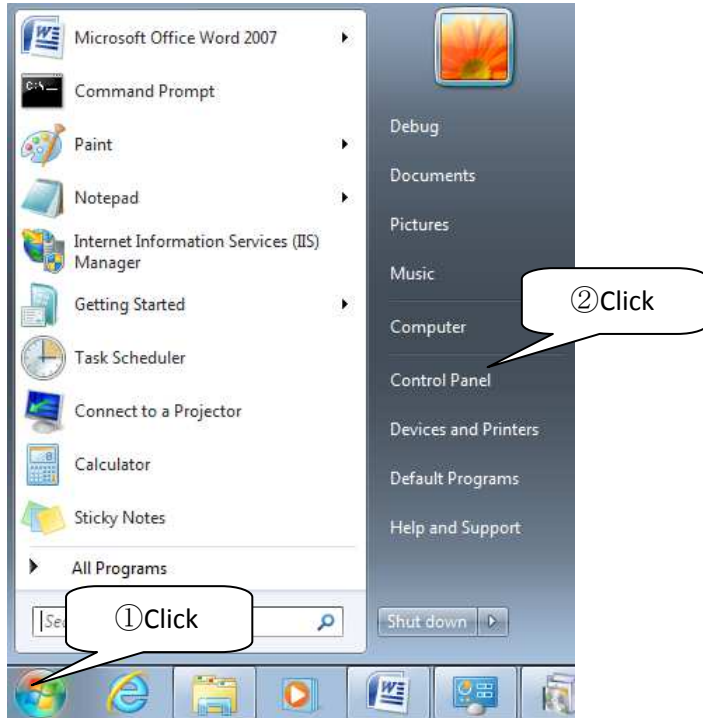 Microsoft Office Word 2007
Command Prompt
Paint
Notepad
Internet Information Services (IIS)
Manager
Getting Started
Task Scheduler
Connect to a Projector
Calculator
Sticky Notes
All Programs
①Click
Debug
Documents
Pictures
Music
Computer
②Click
Control Panel
Devices and Printers
Default Programs
Help and Support
Shut down